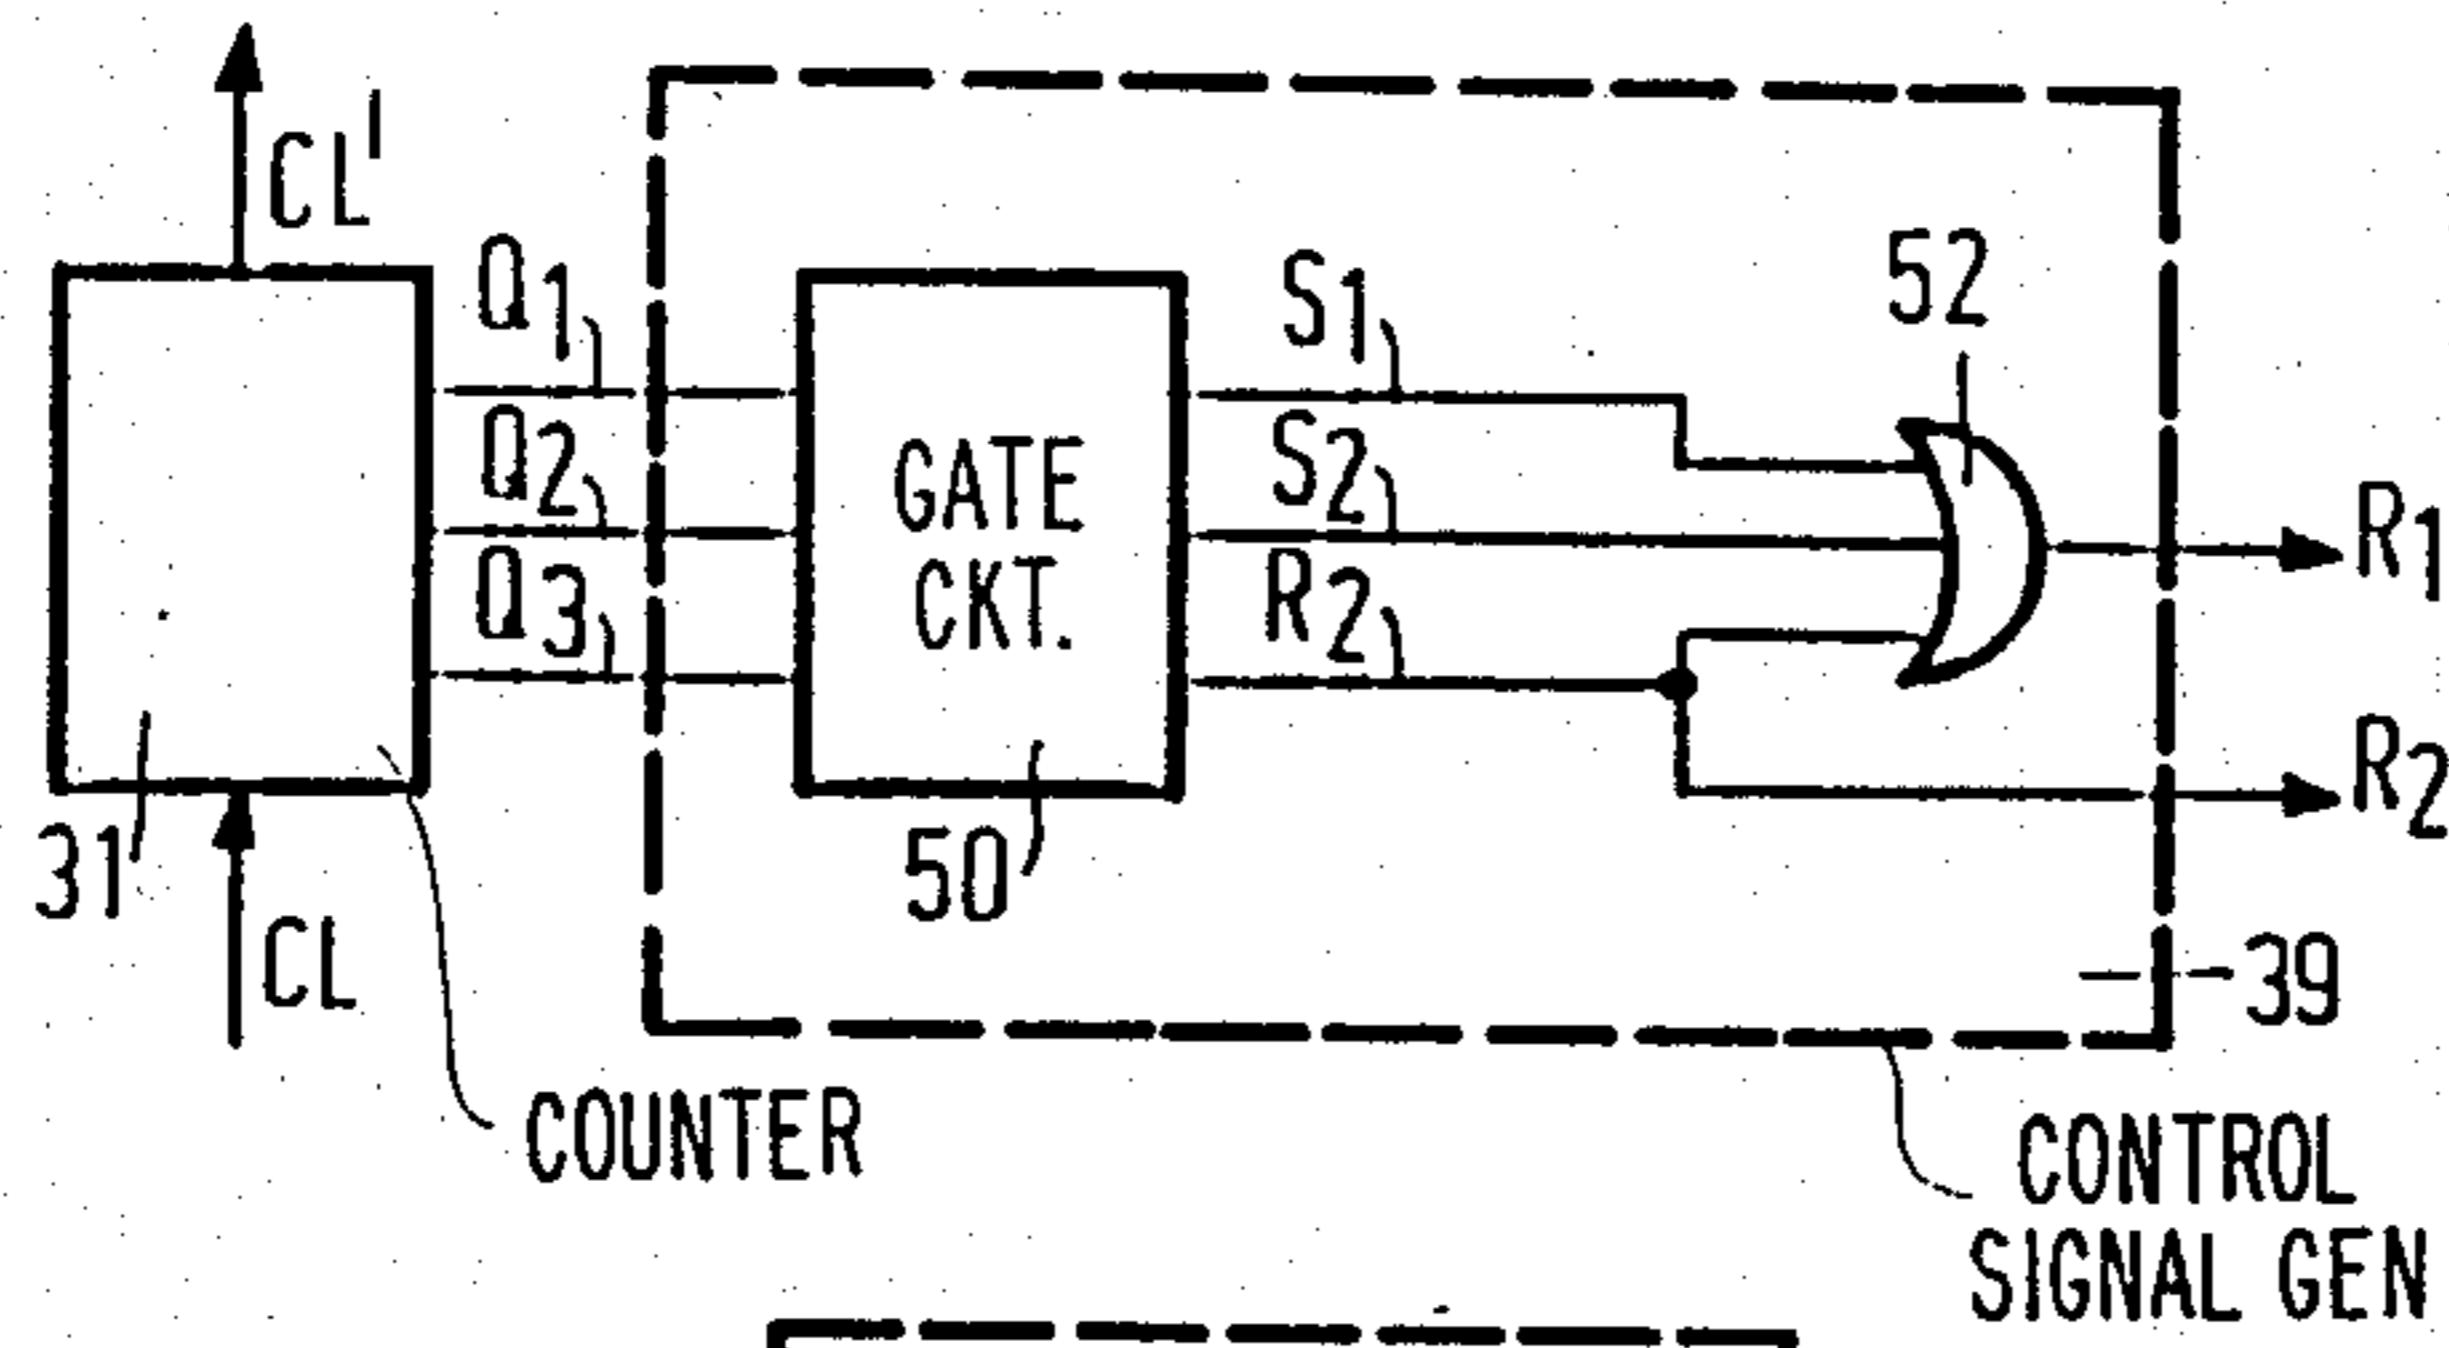 CL'
Q1
S1
52
Q2
S2
GATE
CKT.
R1
Q3
R2
R2
31
50
CL
39
COUNTER
CONTROL
SIGNAL GEN